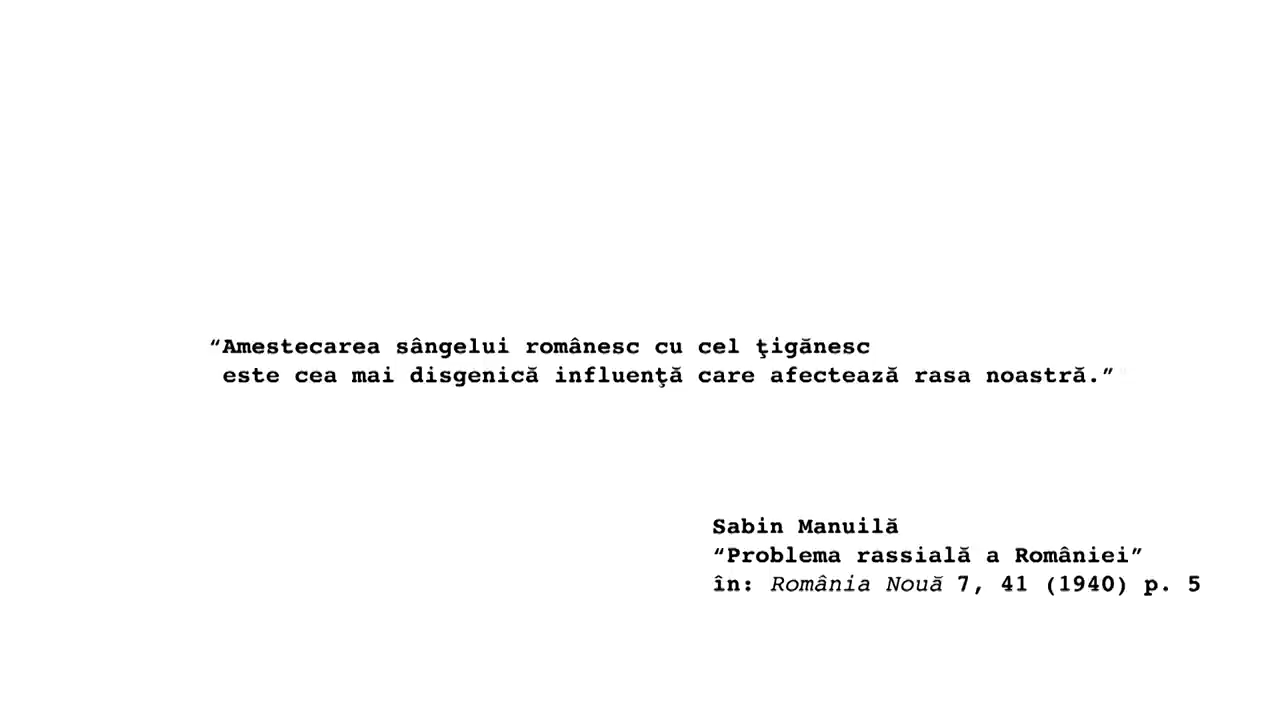 “Amestecarea sângelui românesc cu cel ţigănesc
este cea mai disgenică influenţă care afectează rasa noastră.”
Sabin Manuilă
“Problema rassială a României”
în: România Nouă 7, 41 (1940) p. 5